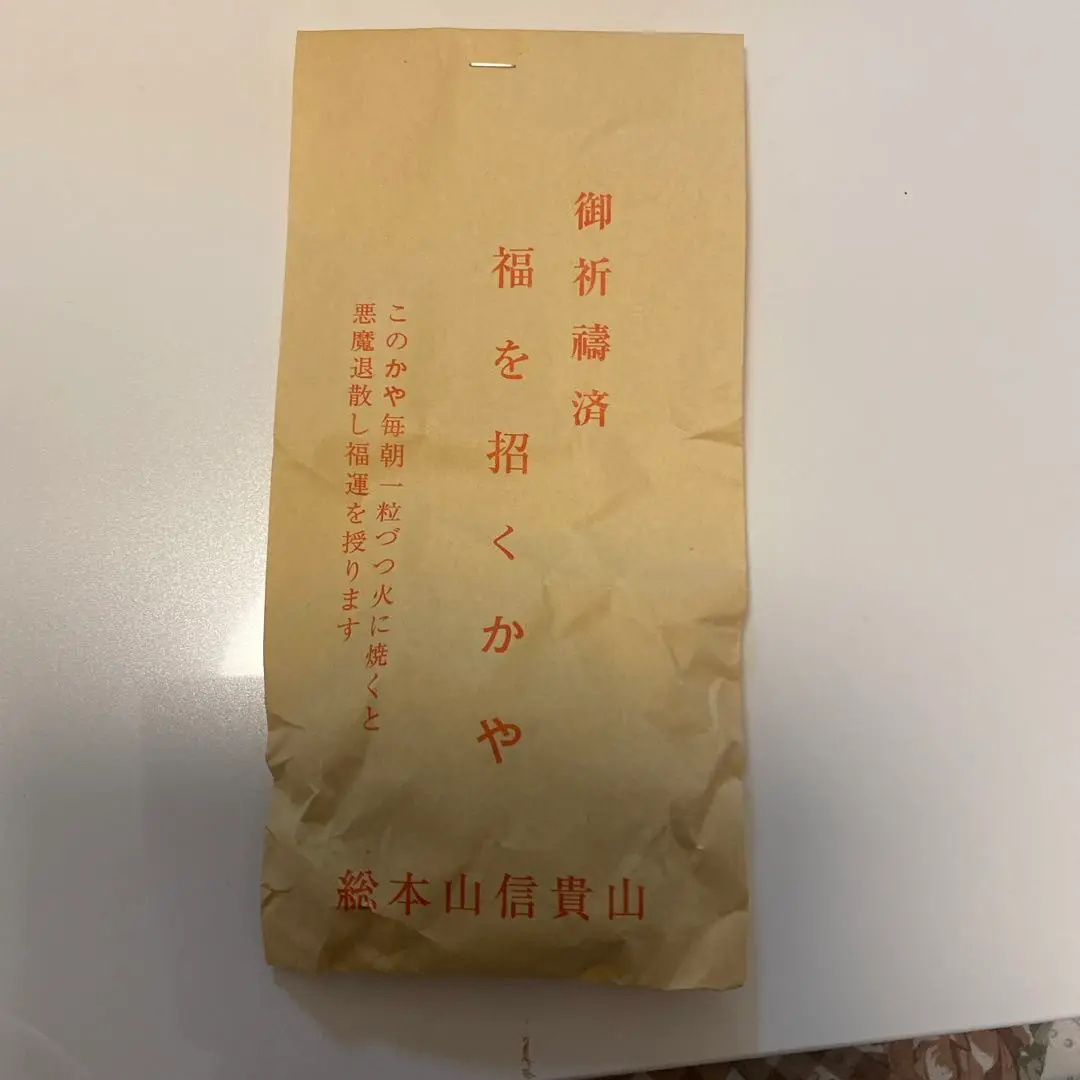 御祈禱済
福を招くかや
このかや毎朝一粒づつ火に焼くと
悪魔退散し福運を授ります
総本山信貴山